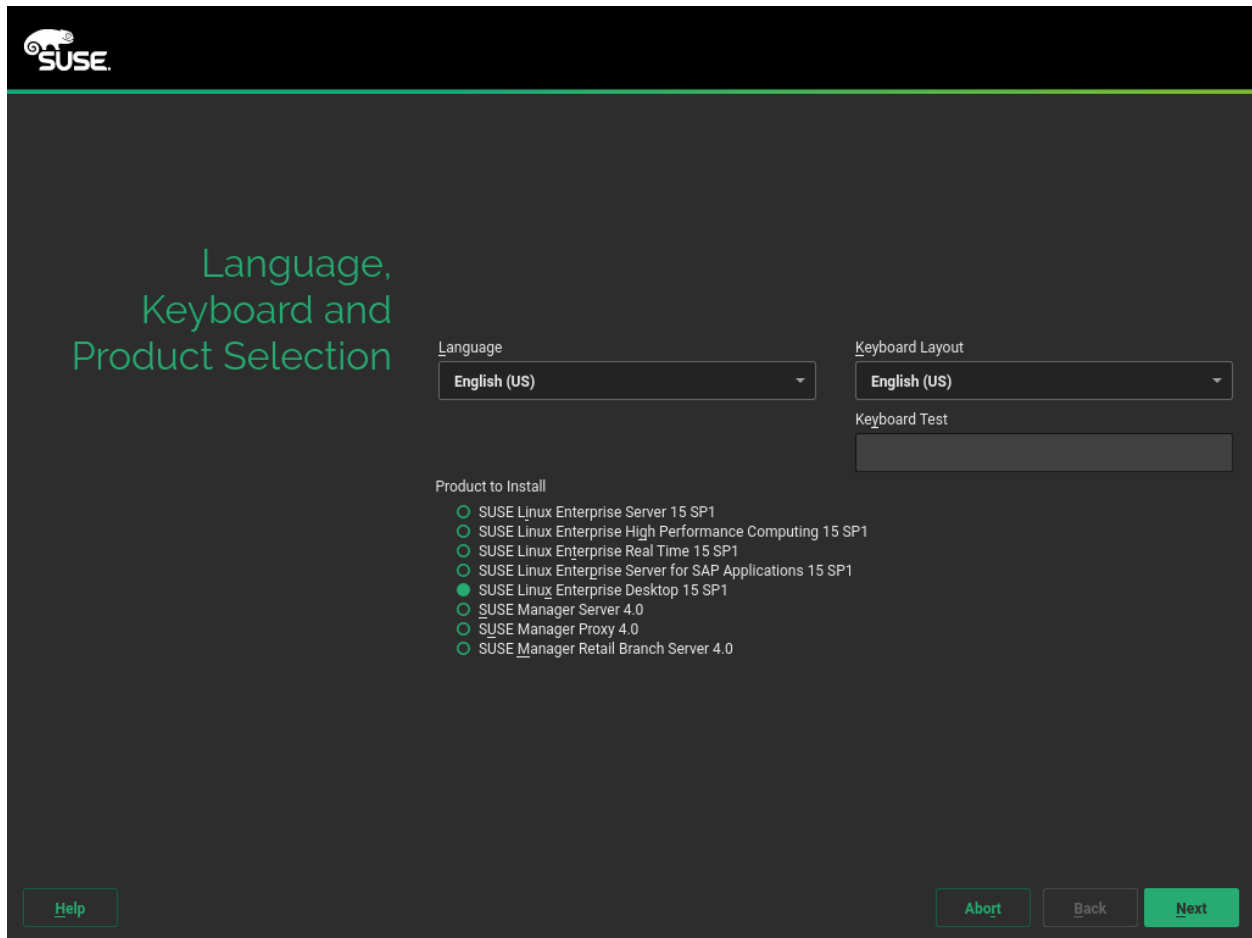 SUSE.
Language,
Keyboard and
Product Selection
Language
Keyboard Layout
English (US)
English (US)
Keyboard Test
Product to Install
SUSE Linux Enterprise Server 15 SP1
SUSE Linux Enterprise High Performance Computing 15 SP1
SUSE Linux Enterprise Real Time 15 SP1
SUSE Linux Enterprise Server for SAP Applications 15 SP1
SUSE Linux Enterprise Desktop 15 SP1
SUSE Manager Server 4.0
SUSE Manager Proxy 4.0
SUSE Manager Retail Branch Server 4.0
Help
Abort
Back
Next